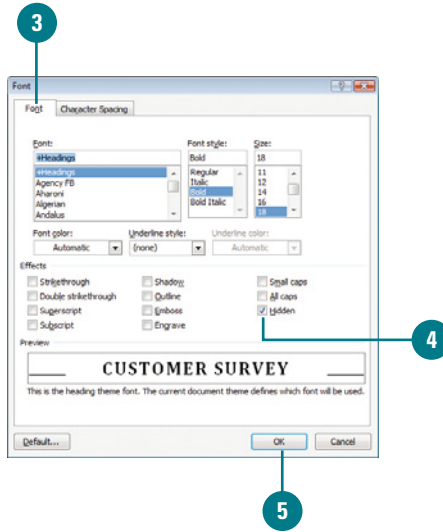 3
Font
Font Character Spacing
Font: Font style: Size:
+Headings Bold 18
+Headings Regular 11
Agency FB Italic 12
Aharoni Bold 14
Algerian Bold Italic 16
Andalus 18
Font color: Underline style: Underline color:
Automatic (none) Automatic
Effects
Strikethrough Shadow Small caps
Double strikethrough Outline All caps
Superscript Emboss Hidden
Subscript Engrave
4
Preview
CUSTOMER SURVEY
This is the heading theme font. The current document theme defines which font will be used.
Default... OK Cancel
5